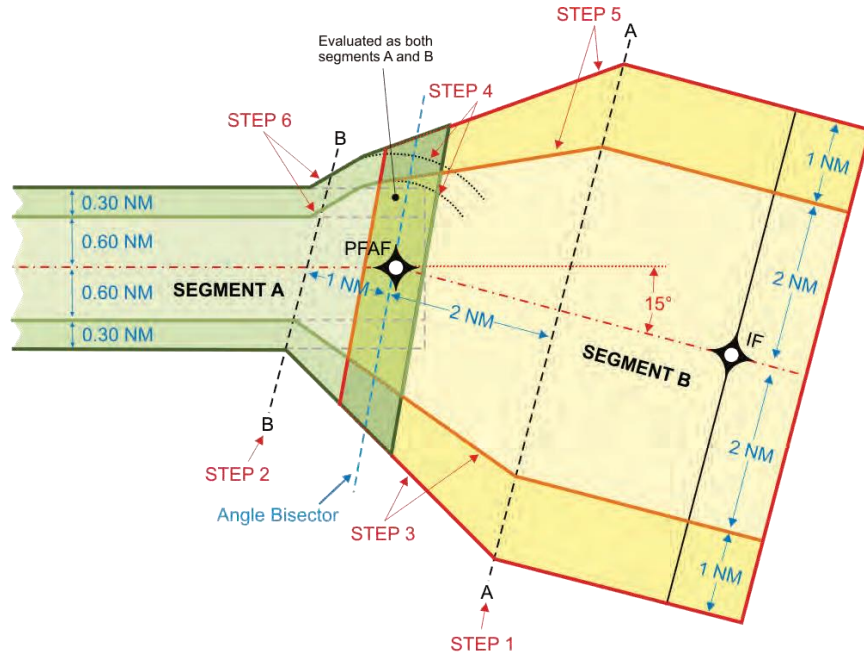 Evaluated as both
segments A and B
STEP 5
A
STEP 4
STEP 6
B
0.30 NM
0.60 NM
PFAF
SEGMENT A
1 NM
0.60 NM
0.30 NM
2 NM
15°
SEGMENT B
IF
1 NM
2 NM
2 NM
1 NM
B
STEP 2
Angle Bisector
STEP 3
A
STEP 1